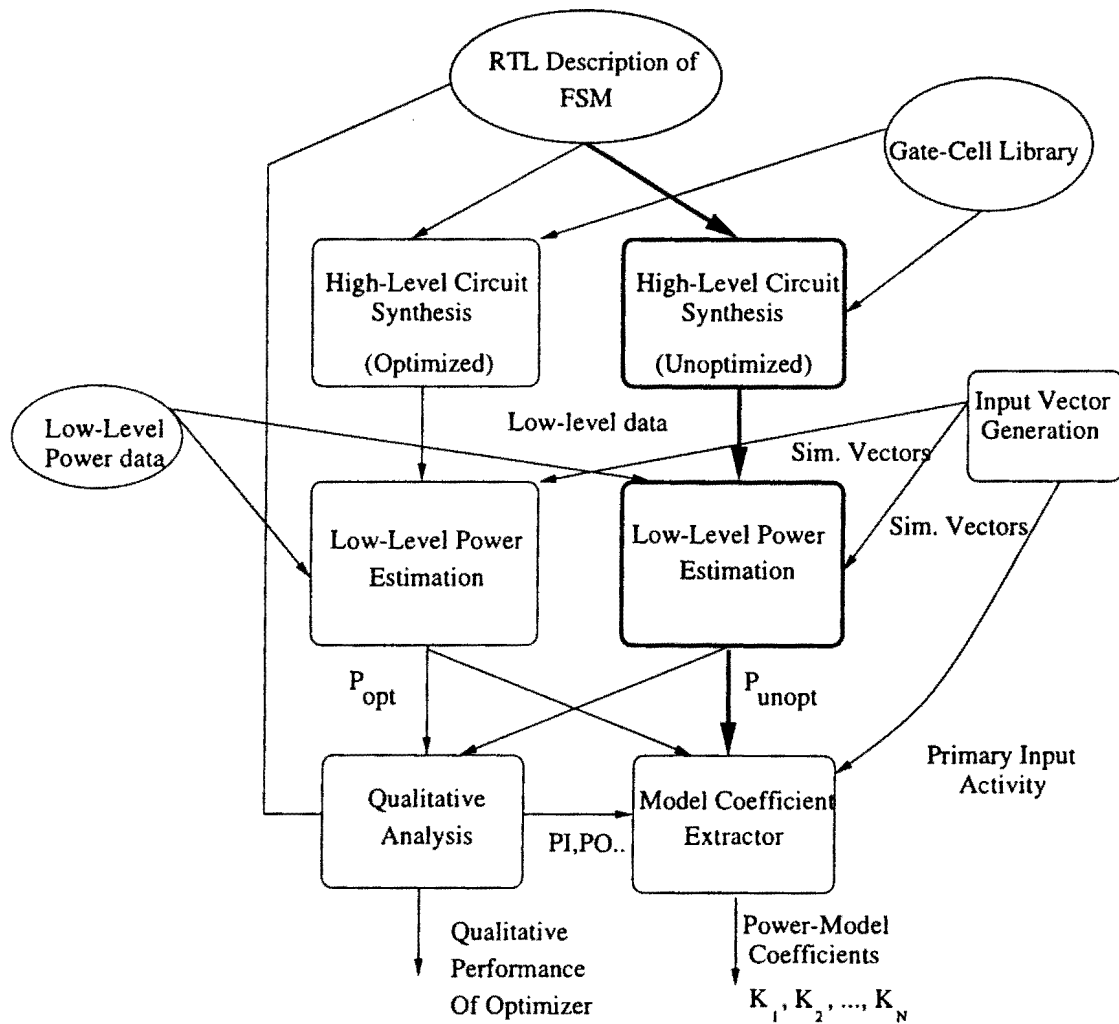 RTL Description of
FSM
Gate-Cell Library
High-Level Circuit
Synthesis
(Optimized)
High-Level Circuit
Synthesis
(Unoptimized)
Input Vector
Generation
Low-Level
Power data
Low-level data
Sim. Vectors
Sim. Vectors
Low-Level Power
Estimation
Low-Level Power
Estimation
P opt
P unopt
Primary Input
Activity
Qualitative
Analysis
PI,PO..
Model Coefficient
Extractor
Qualitative
Performance
Of Optimizer
Power-Model
Coefficients
K 1, K 2, ..., K N